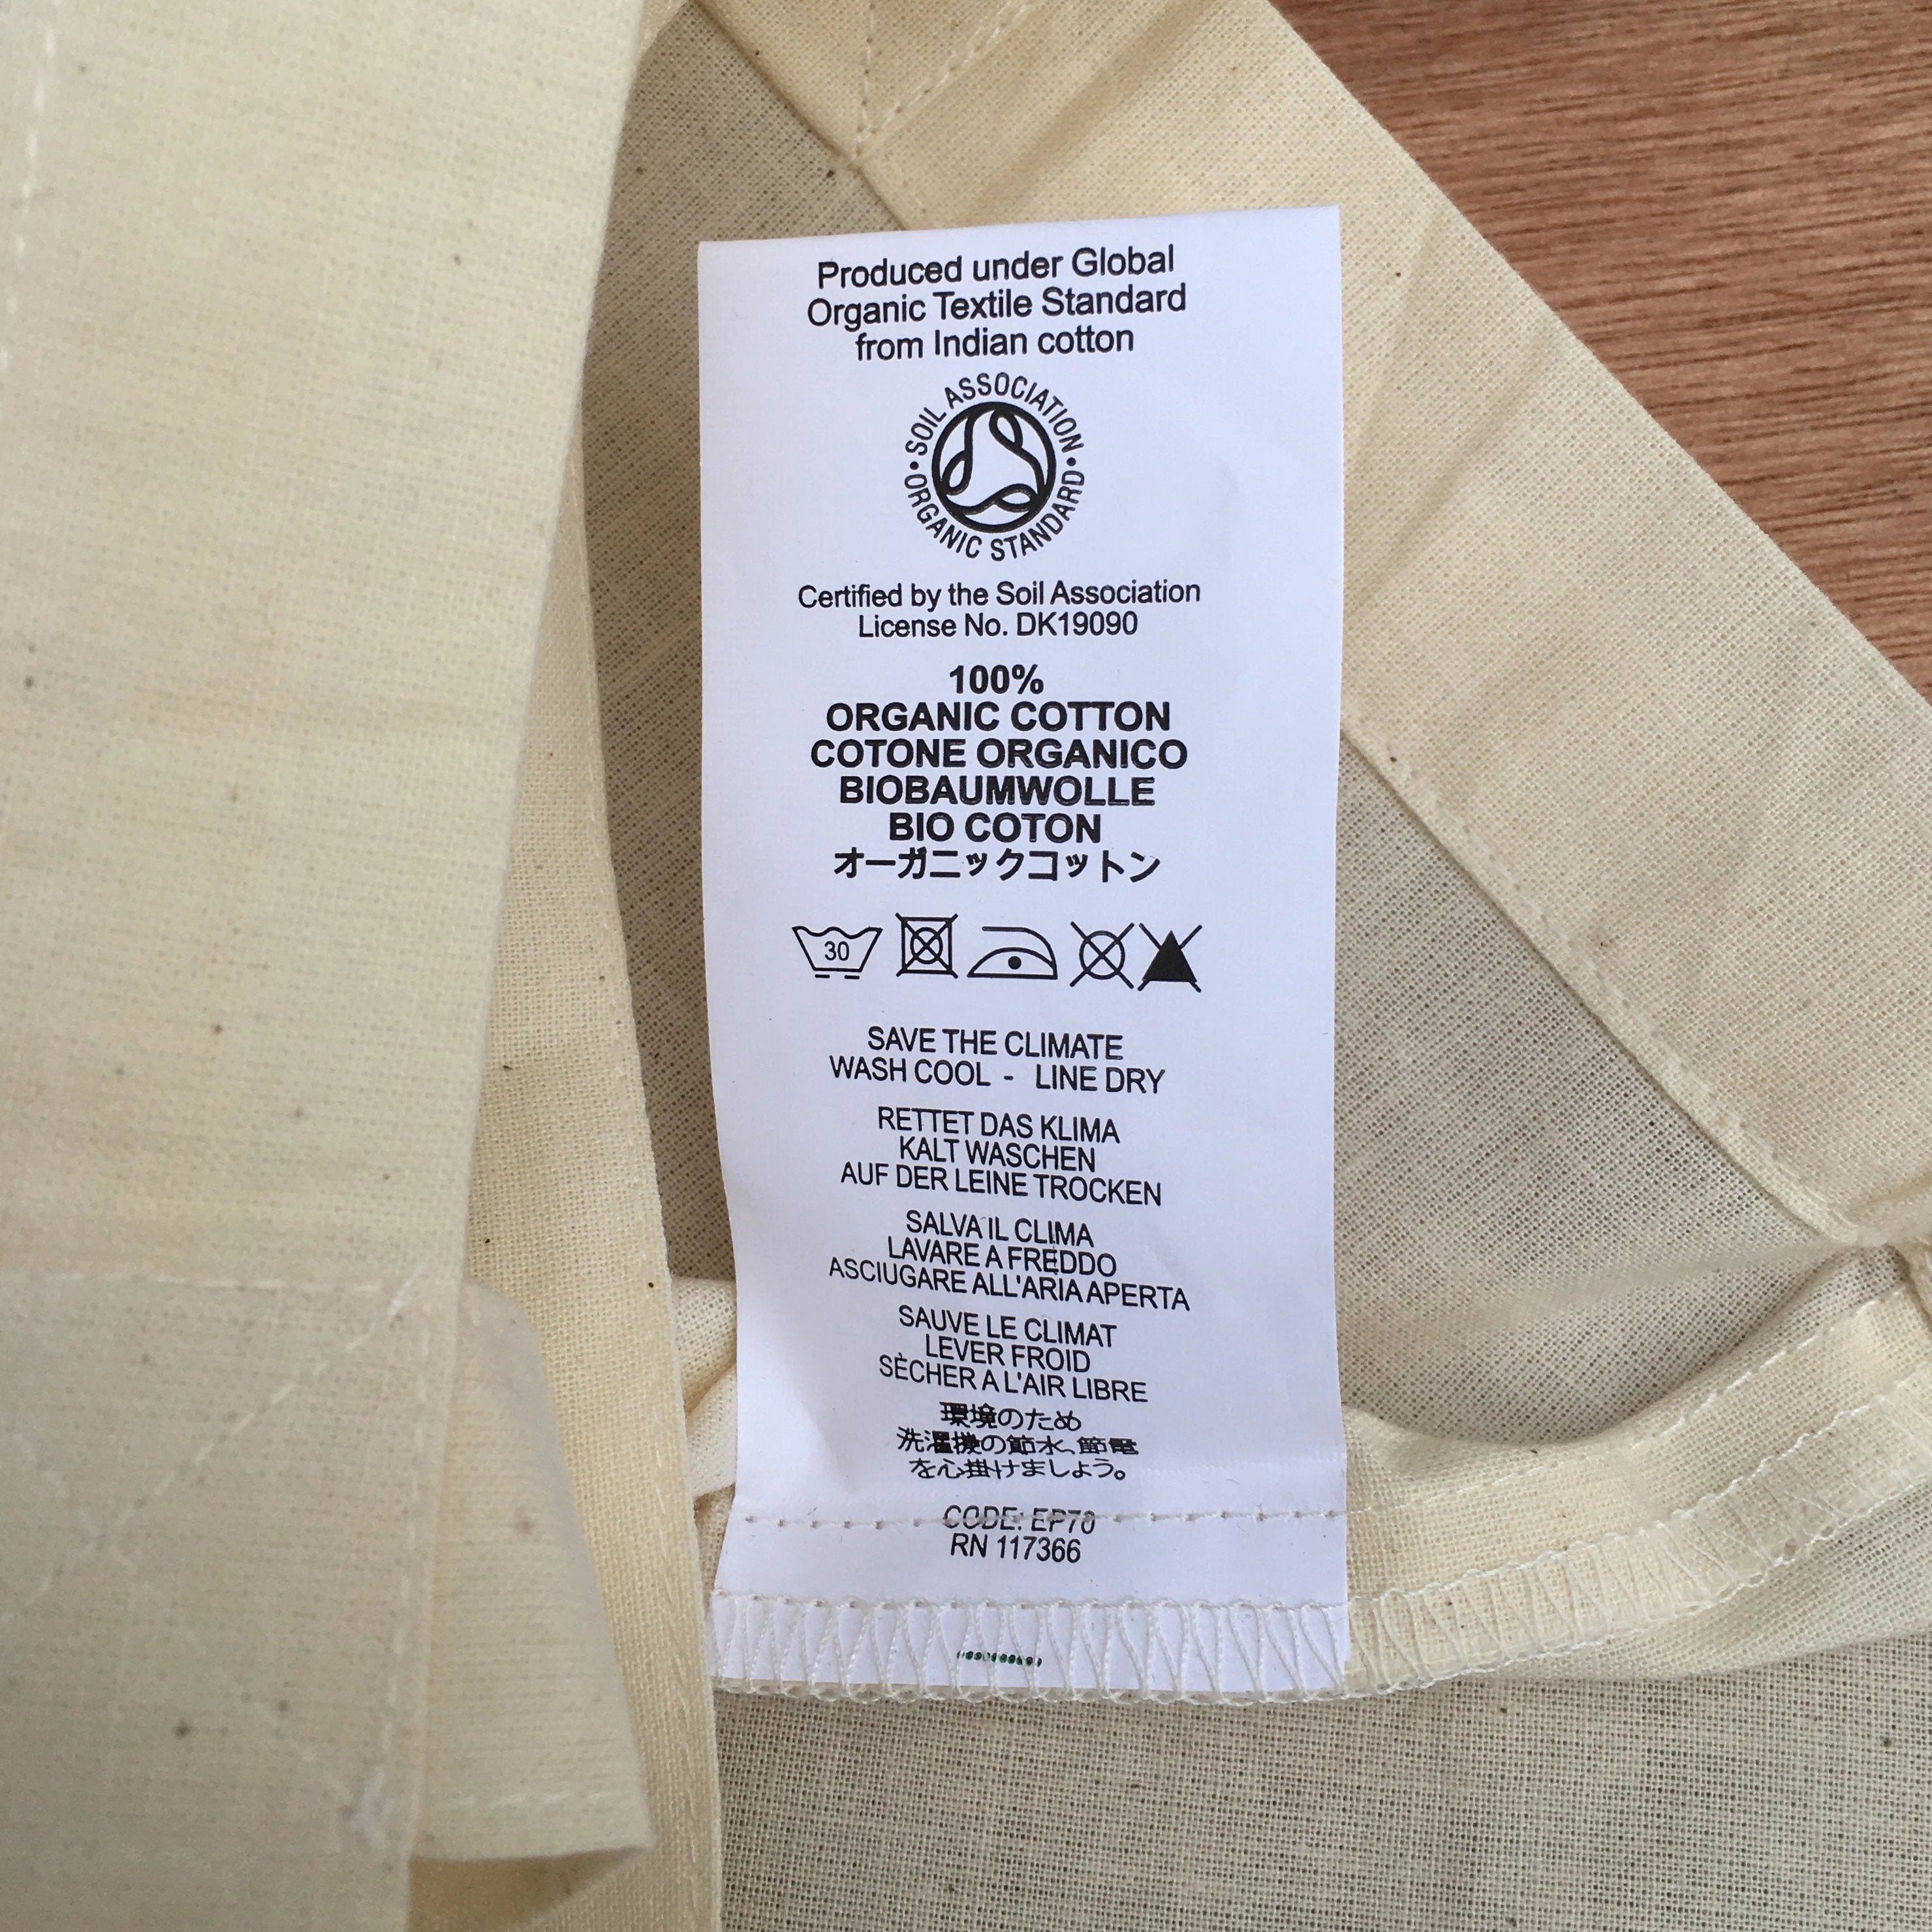 Produced under Global
Organic Textile Standard
from Indian cotton
SOIL ASSOCIATION
ORGANIC STANDARD
Certified by the Soil Association
License No. DK19090
100%
ORGANIC COTTON
COTONE ORGANICO
BIOBAUMWOLLE
BIO COTON
オーガニックコットン
30
SAVE THE CLIMATE
WASH COOL - LINE DRY
RETTET DAS KLIMA
KALT WASCHEN
AUF DER LEINE TROCKEN
SALVA IL CLIMA
LAVARE A FREDDO
ASCIUGARE ALL'ARIA APERTA
SAUVE LE CLIMAT
LEVER FROID
SÈCHER A L'AIR LIBRE
環境のため
洗濯機の節水、節電
を心掛けましょう。
CODE: EP70
RN 117366